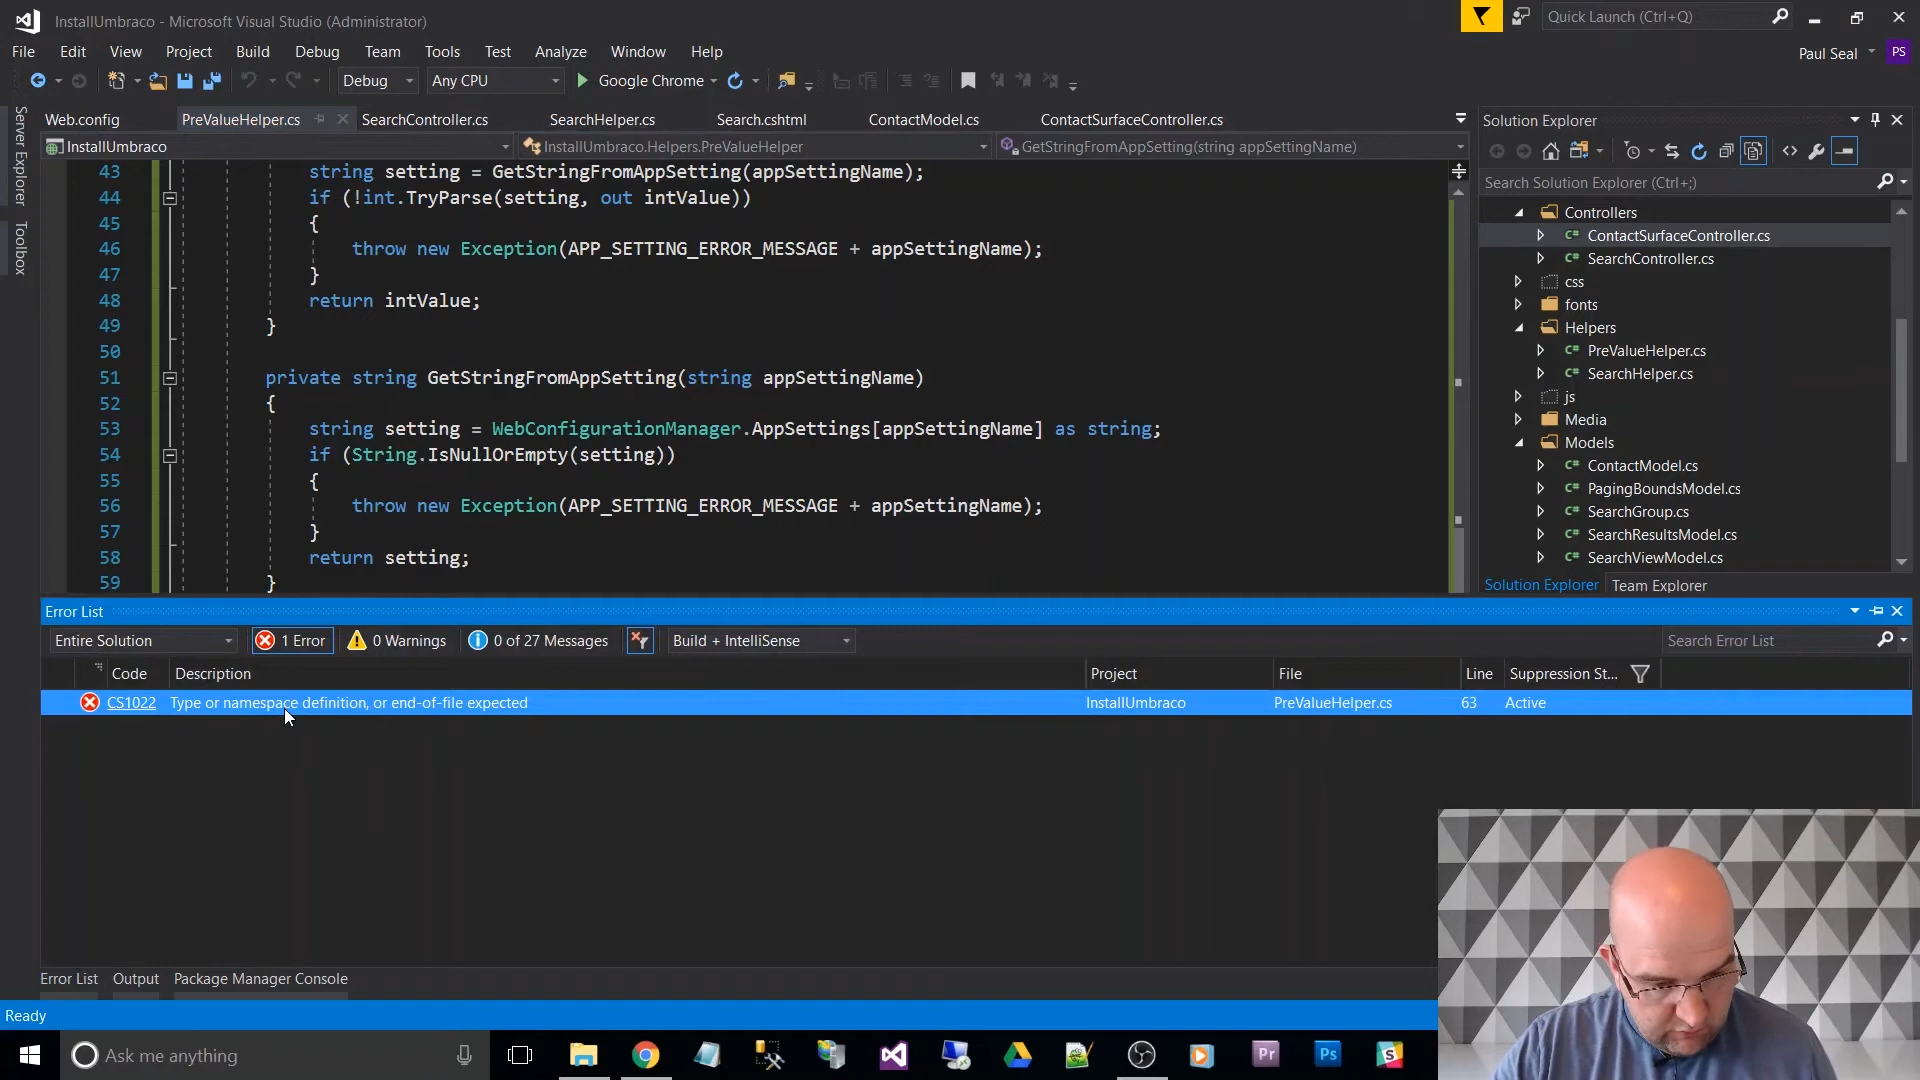 InstallUmbraco - Microsoft Visual Studio (Administrator)
Quick Launch (Ctrl+Q)
File Edit View Project Build Debug Team Tools Test Analyze Window Help
Paul Seal PS
Debug Any CPU Google Chrome
Server Explorer
Toolbox
Web.config PreValueHelper.cs SearchController.cs SearchHelper.cs Search.cshtml ContactModel.cs ContactSurfaceController.cs
InstallUmbraco InstallUmbraco.Helpers.PreValueHelper GetStringFromAppSetting(string appSettingName)
43 string setting = GetStringFromAppSetting(appSettingName);
44 if (!int.TryParse(setting, out intValue))
45 {
46 throw new Exception(APP_SETTING_ERROR_MESSAGE + appSettingName);
47 }
48 return intValue;
49 }
50
51 private string GetStringFromAppSetting(string appSettingName)
52 {
53 string setting = WebConfigurationManager.AppSettings[appSettingName] as string;
54 if (String.IsNullOrEmpty(setting))
55 {
56 throw new Exception(APP_SETTING_ERROR_MESSAGE + appSettingName);
57 }
58 return setting;
59 }
Solution Explorer
Search Solution Explorer (Ctrl+;)
Controllers
C# ContactSurfaceController.cs
C# SearchController.cs
css
fonts
Helpers
C# PreValueHelper.cs
C# SearchHelper.cs
js
Media
Models
C# ContactModel.cs
C# PagingBoundsModel.cs
C# SearchGroup.cs
C# SearchResultsModel.cs
C# SearchViewModel.cs
Solution Explorer Team Explorer
Error List
Entire Solution 1 Error 0 Warnings 0 of 27 Messages Build + IntelliSense Search Error List
Code Description Project File Line Suppression St...
CS1022 Type or namespace definition, or end-of-file expected InstallUmbraco PreValueHelper.cs 63 Active
Error List Output Package Manager Console
Ready
Ask me anything
Pr Ps